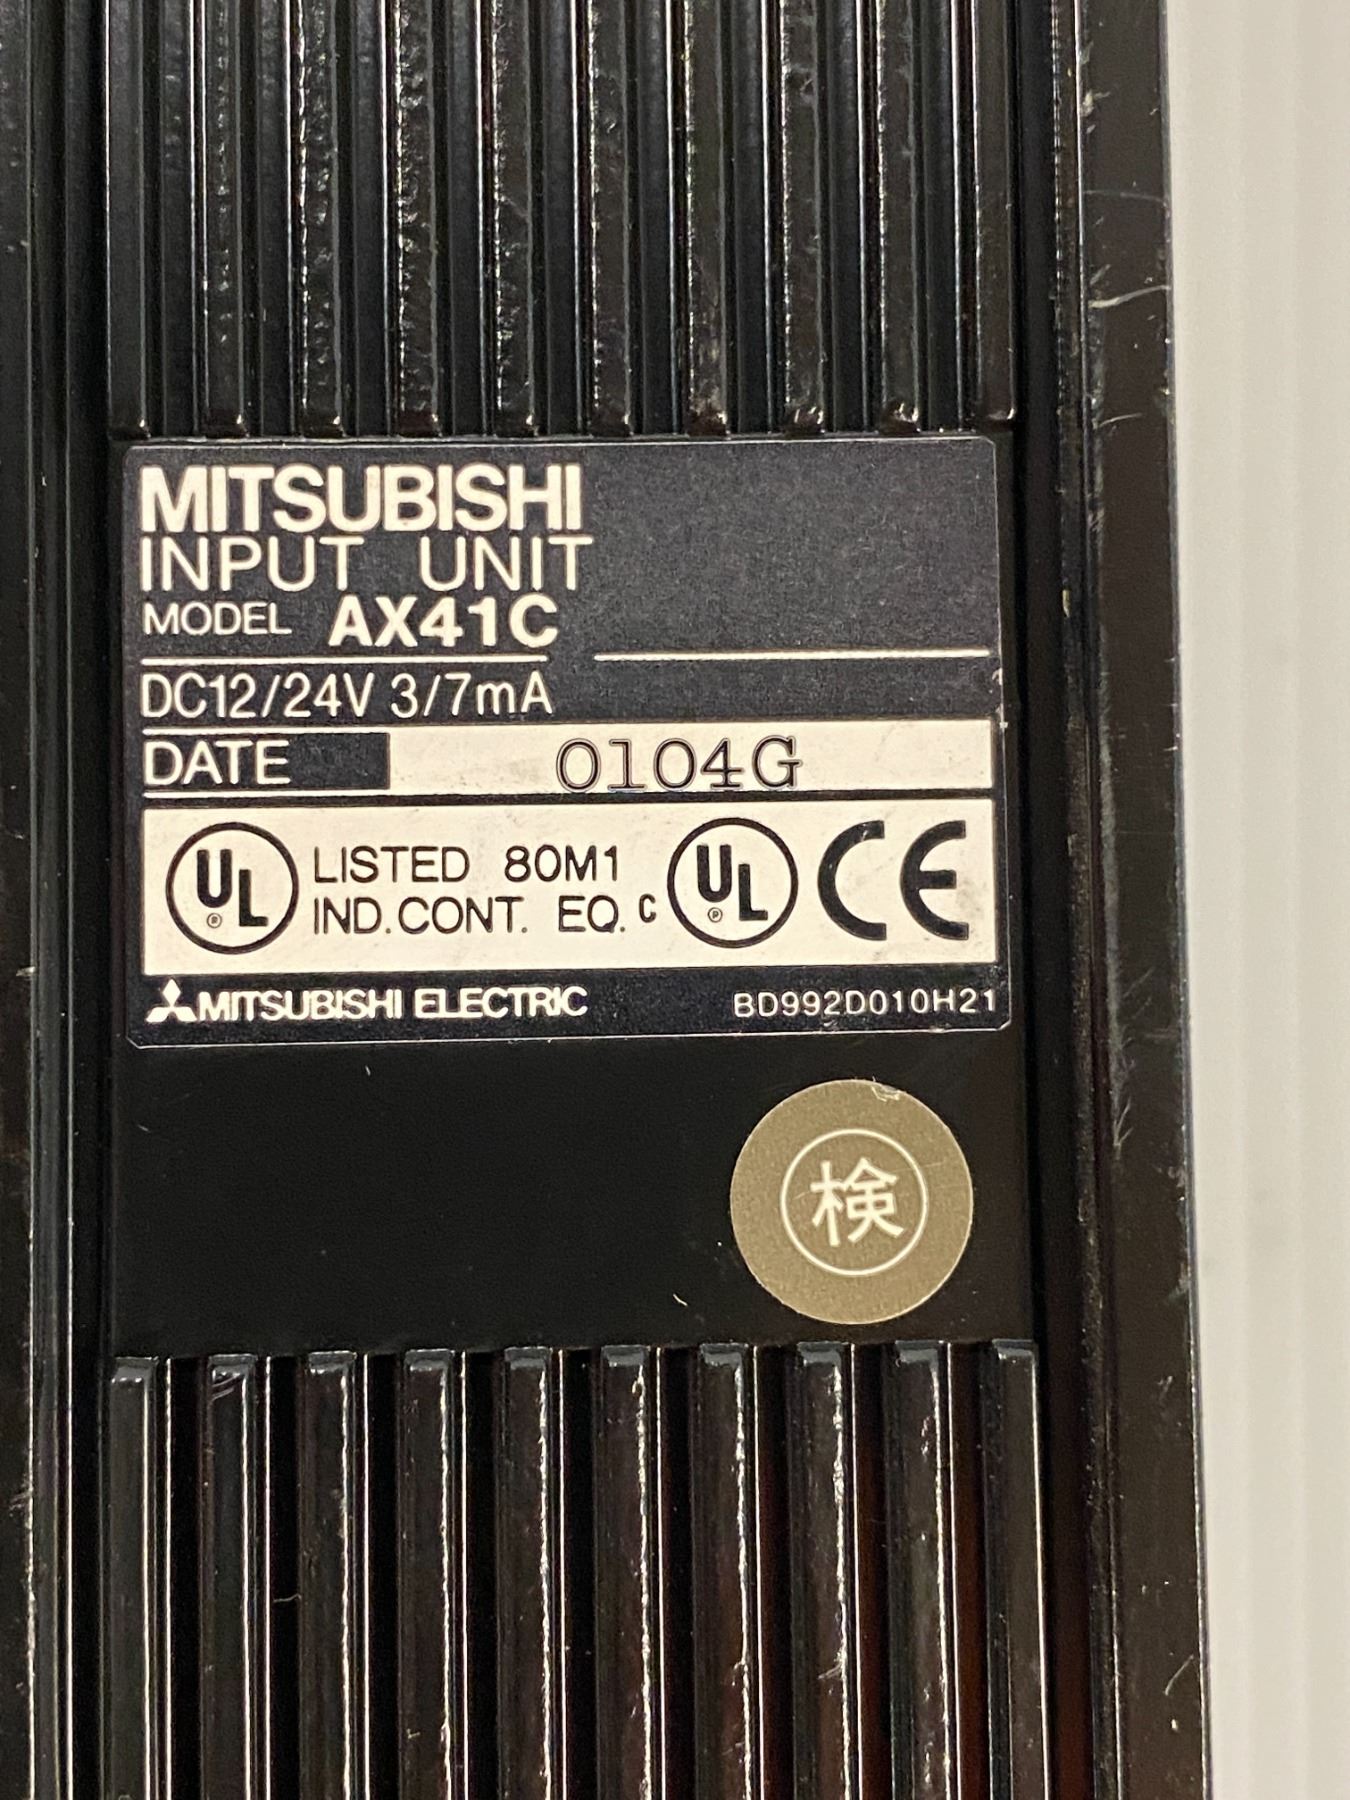 MITSUBISHI
INPUT UNIT
MODEL AX41C
DC12/24V 3/7mA
DATE 0104G
UL ® LISTED 80M1 IND.CONT. EQ. C UL ® CE
MITSUBISHI ELECTRIC BD992D010H21
検